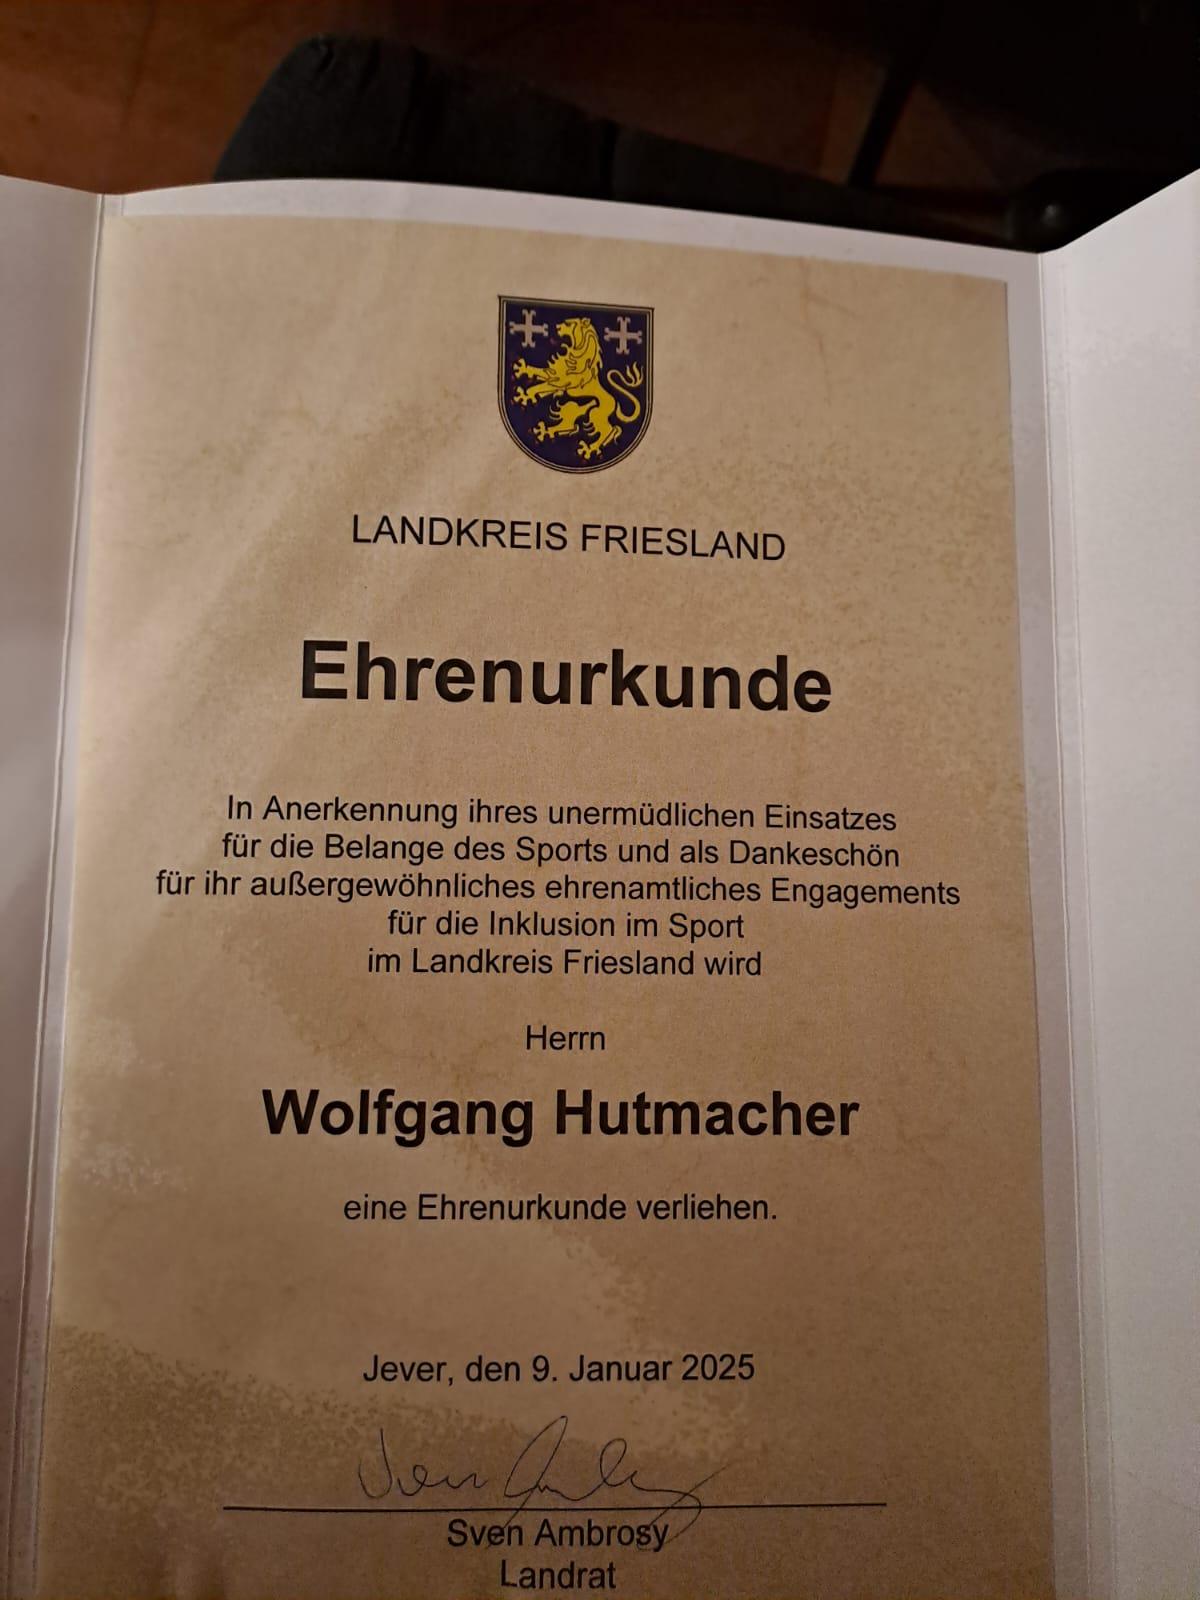 LANDKREIS FRIESLAND
Ehrenurkunde
In Anerkennung ihres unermüdlichen Einsatzes
für die Belange des Sports und als Dankeschön
für ihr außergewöhnliches ehrenamtliches Engagements
für die Inklusion im Sport
im Landkreis Friesland wird
Herrn
Wolfgang Hutmacher
eine Ehrenurkunde verliehen.
Jever, den 9. Januar 2025
Sven Ambrosy
Sven Ambrosy
Landrat